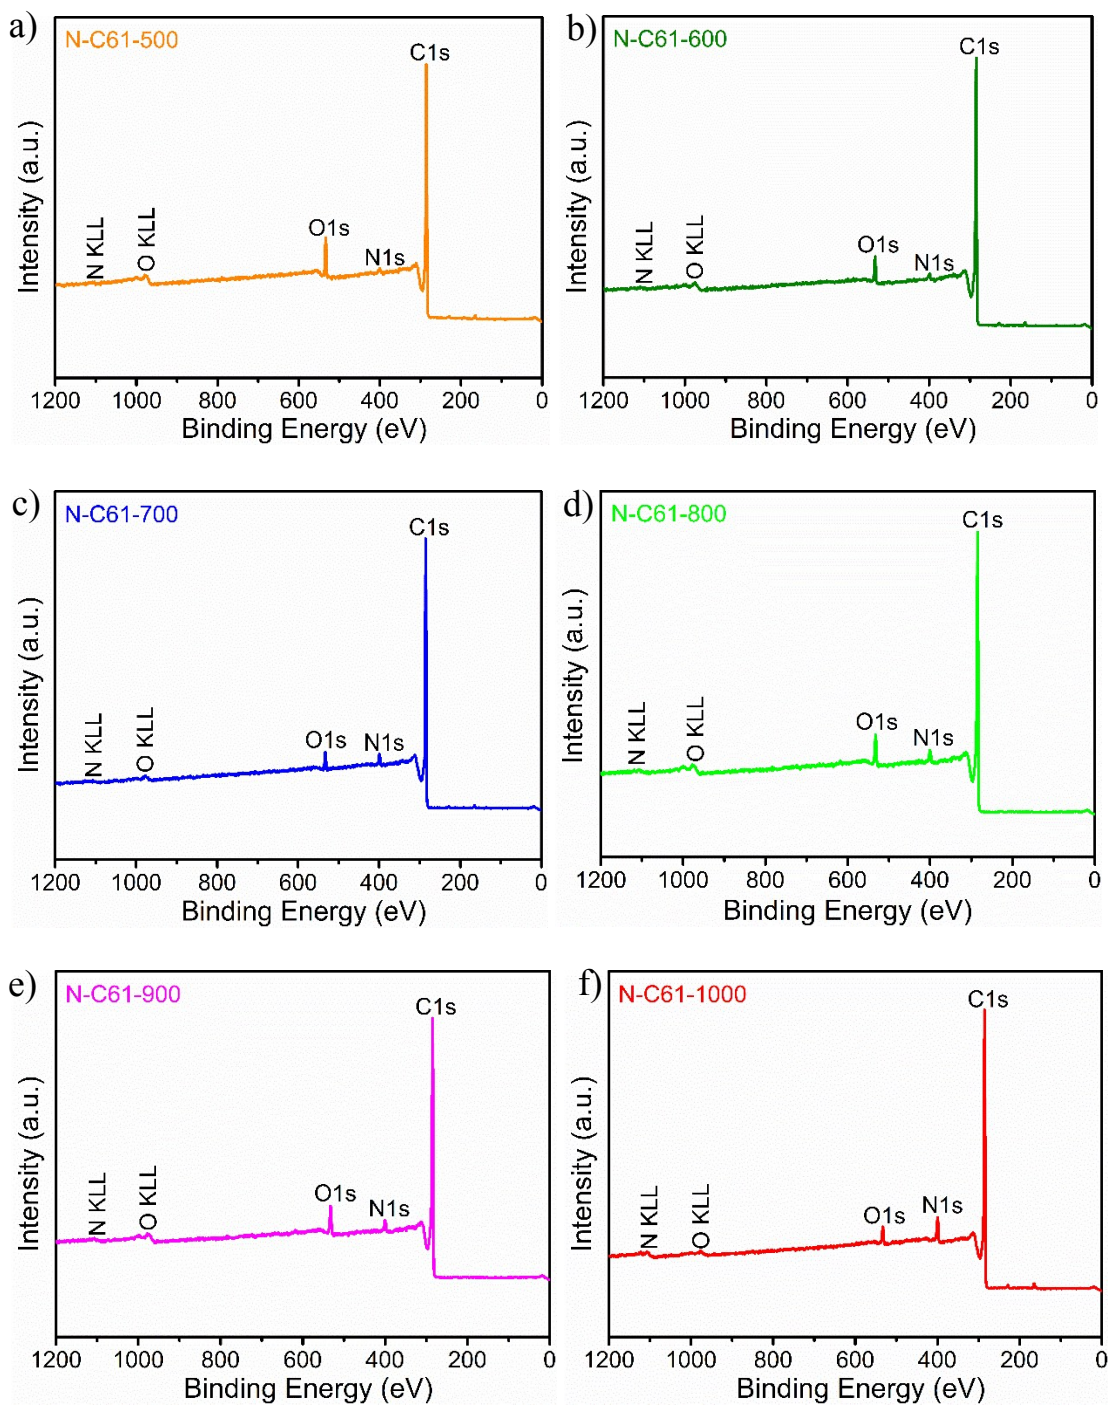 a)
N-C61-500
C1s
O1s
N1s
N KLL
O KLL
Intensity (a.u.)
1200 1000 800 600 400 200 0
Binding Energy (eV)
b)
N-C61-600
C1s
O1s
N1s
N KLL
O KLL
Intensity (a.u.)
1200 1000 800 600 400 200 0
Binding Energy (eV)
c)
N-C61-700
C1s
O1s
N1s
N KLL
O KLL
Intensity (a.u.)
1200 1000 800 600 400 200 0
Binding Energy (eV)
d)
N-C61-800
C1s
O1s
N1s
N KLL
O KLL
Intensity (a.u.)
1200 1000 800 600 400 200 0
Binding Energy (eV)
e)
N-C61-900
C1s
O1s
N1s
N KLL
O KLL
Intensity (a.u.)
1200 1000 800 600 400 200 0
Binding Energy (eV)
f)
N-C61-1000
C1s
O1s
N1s
N KLL
O KLL
Intensity (a.u.)
1200 1000 800 600 400 200 0
Binding Energy (eV)